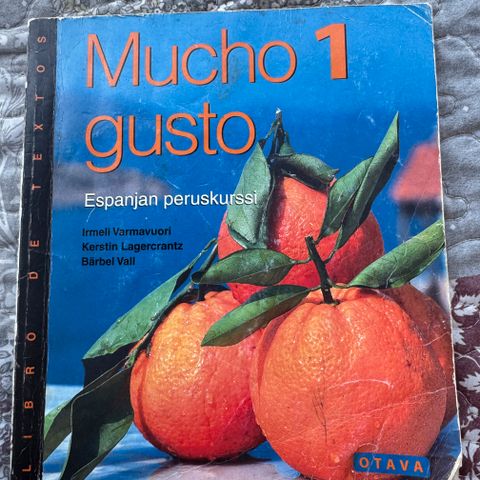 Mucho 1
gusto
Espanjan peruskurssi
Irmeli Varmavuori
Kerstin Lagercrantz
Bärbel Vall
LIBRO DE TEXTOS
OTAVA